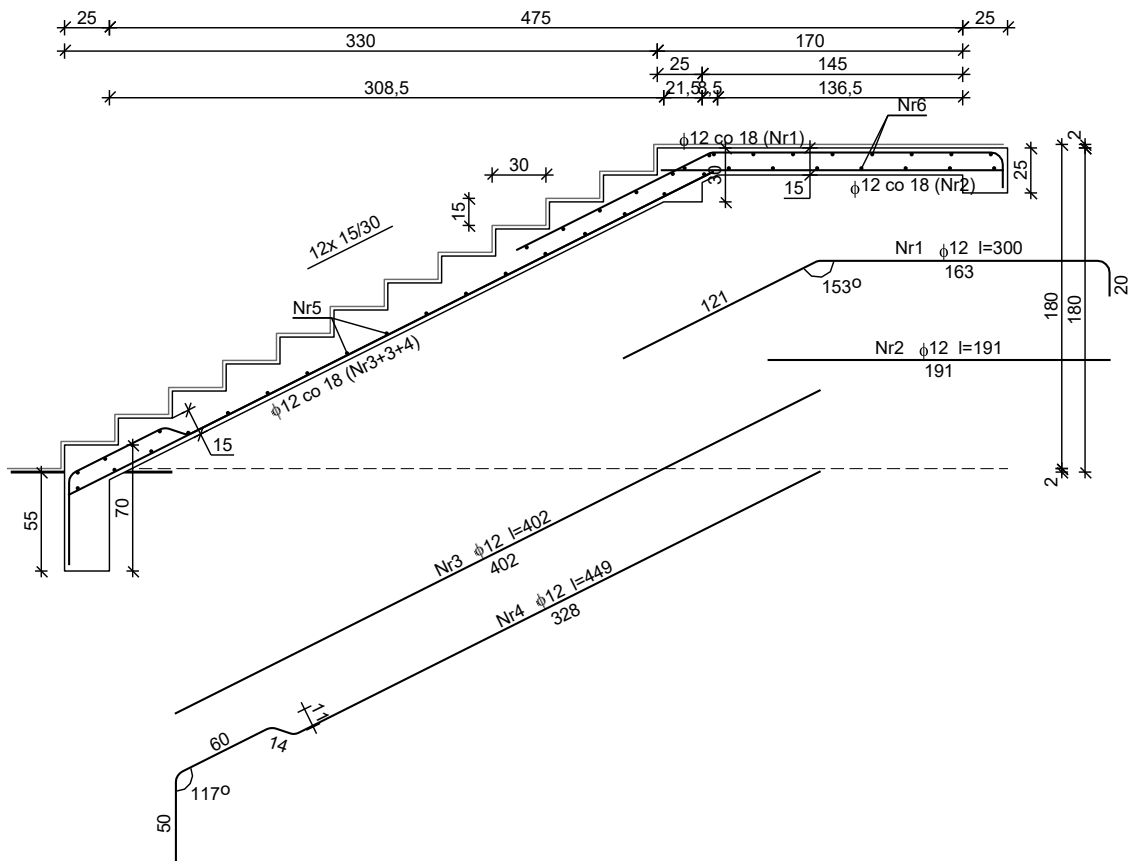 25 475 25
330 170
25 145
308,5 21,5 8,5 136,5
Nr6
ϕ12 co 18 (Nr1)
2
30
30
25
15
ϕ12 co 18 (Nr2)
15
12x 15/30
Nr1 ϕ12 l=300
163
153o
20
121
180
180
Nr5
Nr2 ϕ12 l=191
191
ϕ12 co 18 (Nr3+3+4)
15
2
55
70
Nr3 ϕ12 l=402
402
Nr4 ϕ12 l=449
328
11
60
14
117o
50